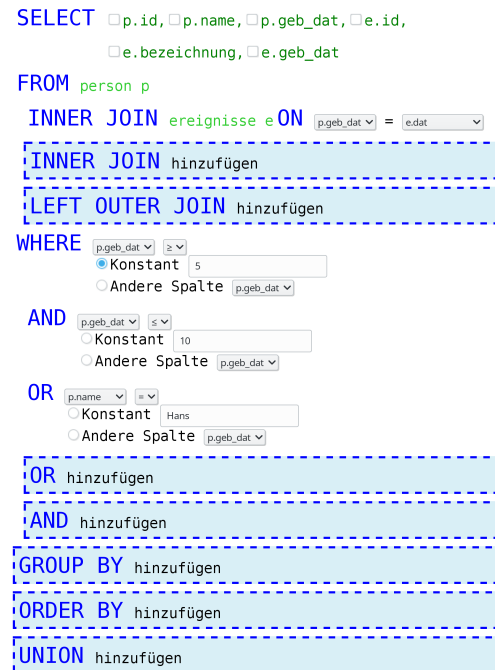 SELECT p.id, p.name, p.geb_dat, e.id,
e.bezeichnung, e.geb_dat
FROM person p
INNER JOIN ereignisse e ON p.geb_dat = e.dat
INNER JOIN hinzufügen
LEFT OUTER JOIN hinzufügen
WHERE p.geb_dat ≥
Konstant 5
Andere Spalte p.geb_dat
AND p.geb_dat ≤
Konstant 10
Andere Spalte p.geb_dat
OR p.name =
Konstant Hans
Andere Spalte p.geb_dat
OR hinzufügen
AND hinzufügen
GROUP BY hinzufügen
ORDER BY hinzufügen
UNION hinzufügen